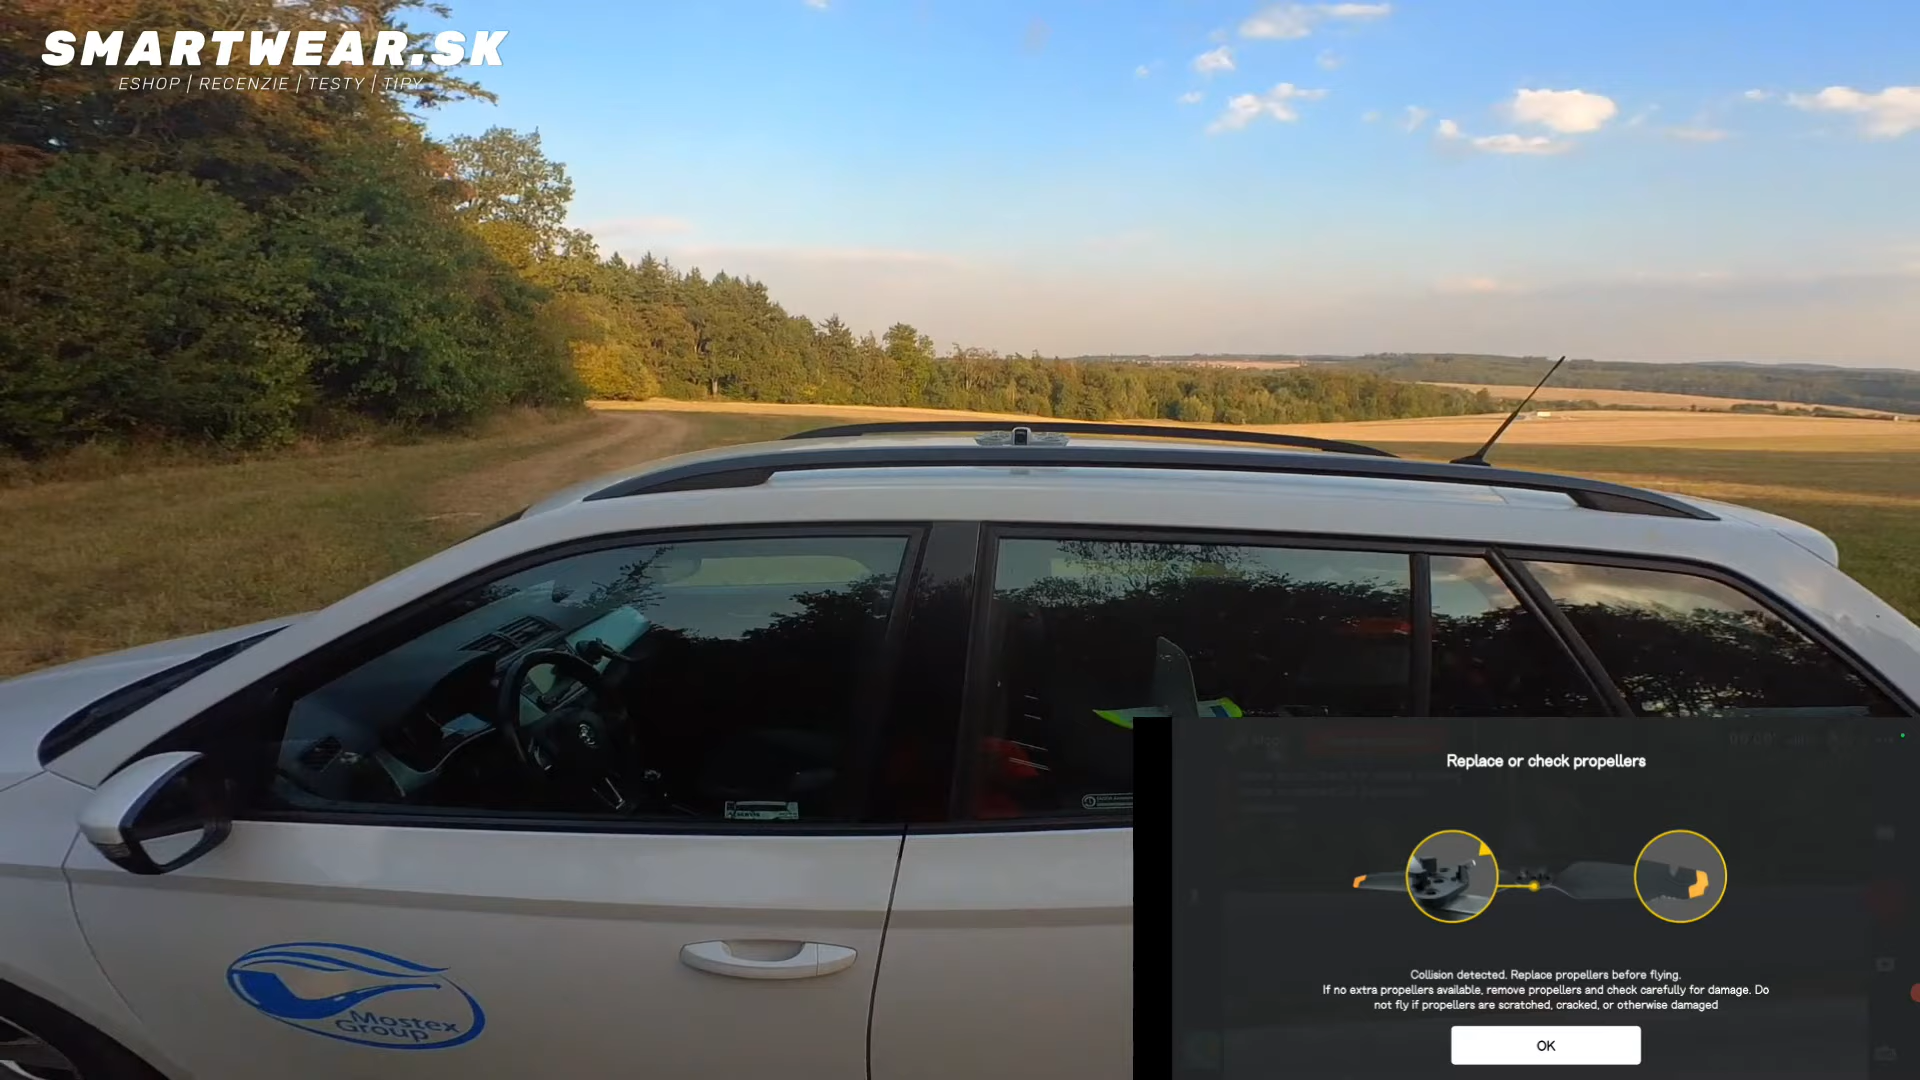 SMARTWEAR.SK
ESHOP | RECENZIE | TESTY | TIPY
Mostex
Group
Replace or check propellers
Collision detected. Replace propellers before flying.
If no extra propellers available, remove propellers and check carefully for damage. Do
not fly if propellers are scratched, cracked, or otherwise damaged
OK